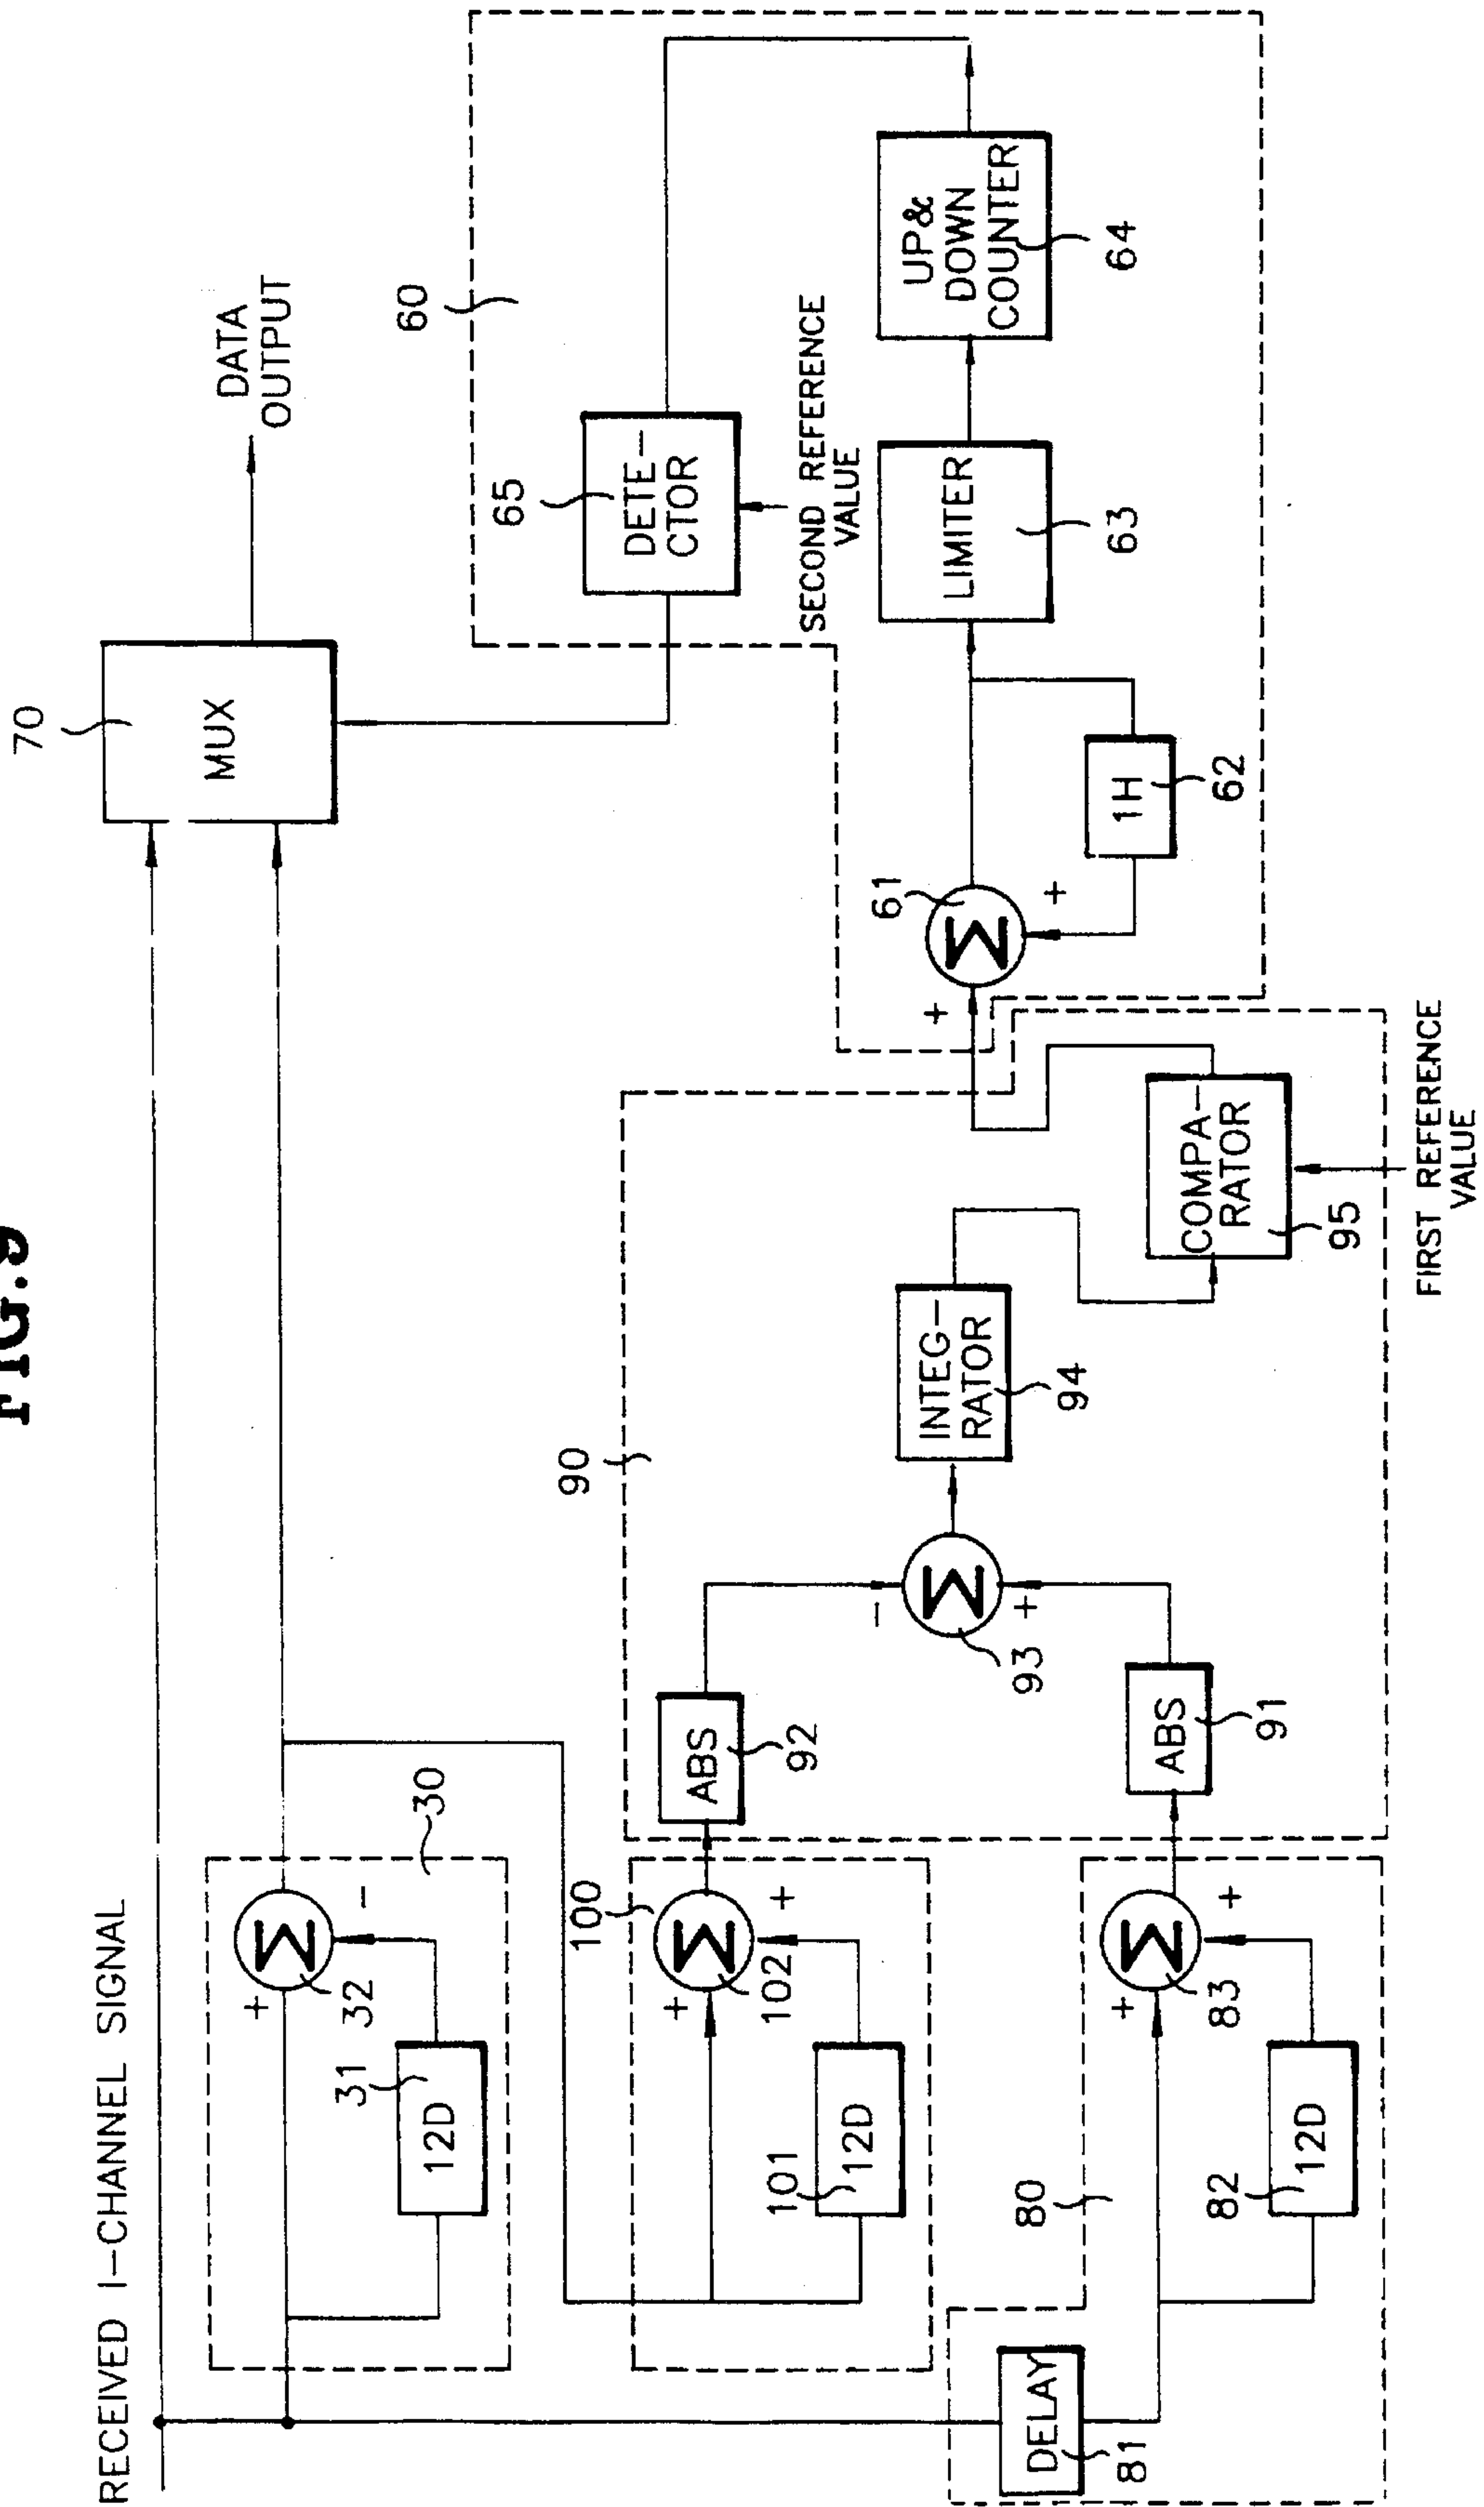 RECEIVED I-CHANNEL SIGNAL
70
MUX
DATA
OUTPUT
+
-
32
31
12D
30
60
65
DETE-
CTOR
SECOND REFERENCE
VALUE
UP&
DOWN
COUNTER
64
LIMITER
63
61
Σ
+
+
1H
62
100
Σ
+
+
102
101
12D
90
ABS
92
-
Σ
+
93
ABS
91
INTEG-
RATOR
94
COMPA-
RATOR
95
FIRST REFERENCE
VALUE
80
DELAY
81
Σ
+
+
83
82
12D
Σ